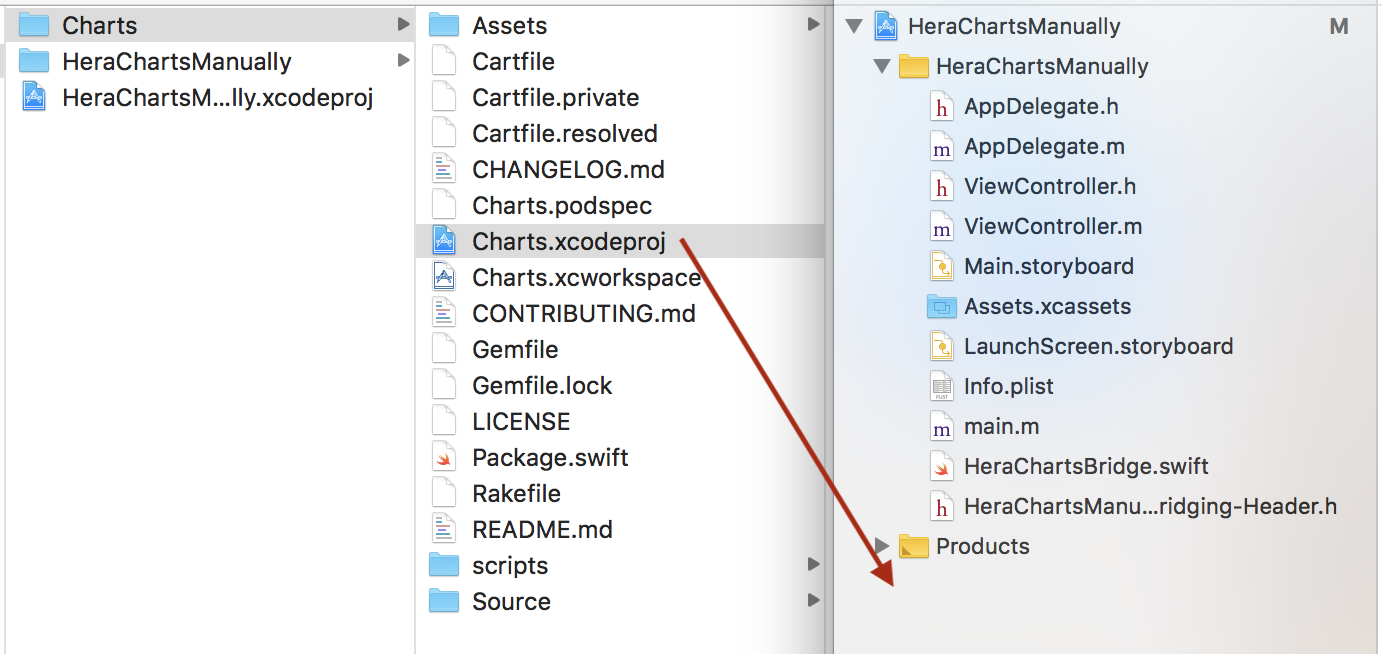 Charts
HeraChartsManually
HeraChartsM...lly.xcodeproj
Assets
Cartfile
Cartfile.private
Cartfile.resolved
CHANGELOG.md
Charts.podspec
Charts.xcodeproj
Charts.xcworkspace
CONTRIBUTING.md
Gemfile
Gemfile.lock
LICENSE
Package.swift
Rakefile
README.md
scripts
Source
HeraChartsManually M
HeraChartsManually
h AppDelegate.h
m AppDelegate.m
h ViewController.h
m ViewController.m
Main.storyboard
Assets.xcassets
LaunchScreen.storyboard
PLIST Info.plist
m main.m
HeraChartsBridge.swift
h HeraChartsManu...ridging-Header.h
Products